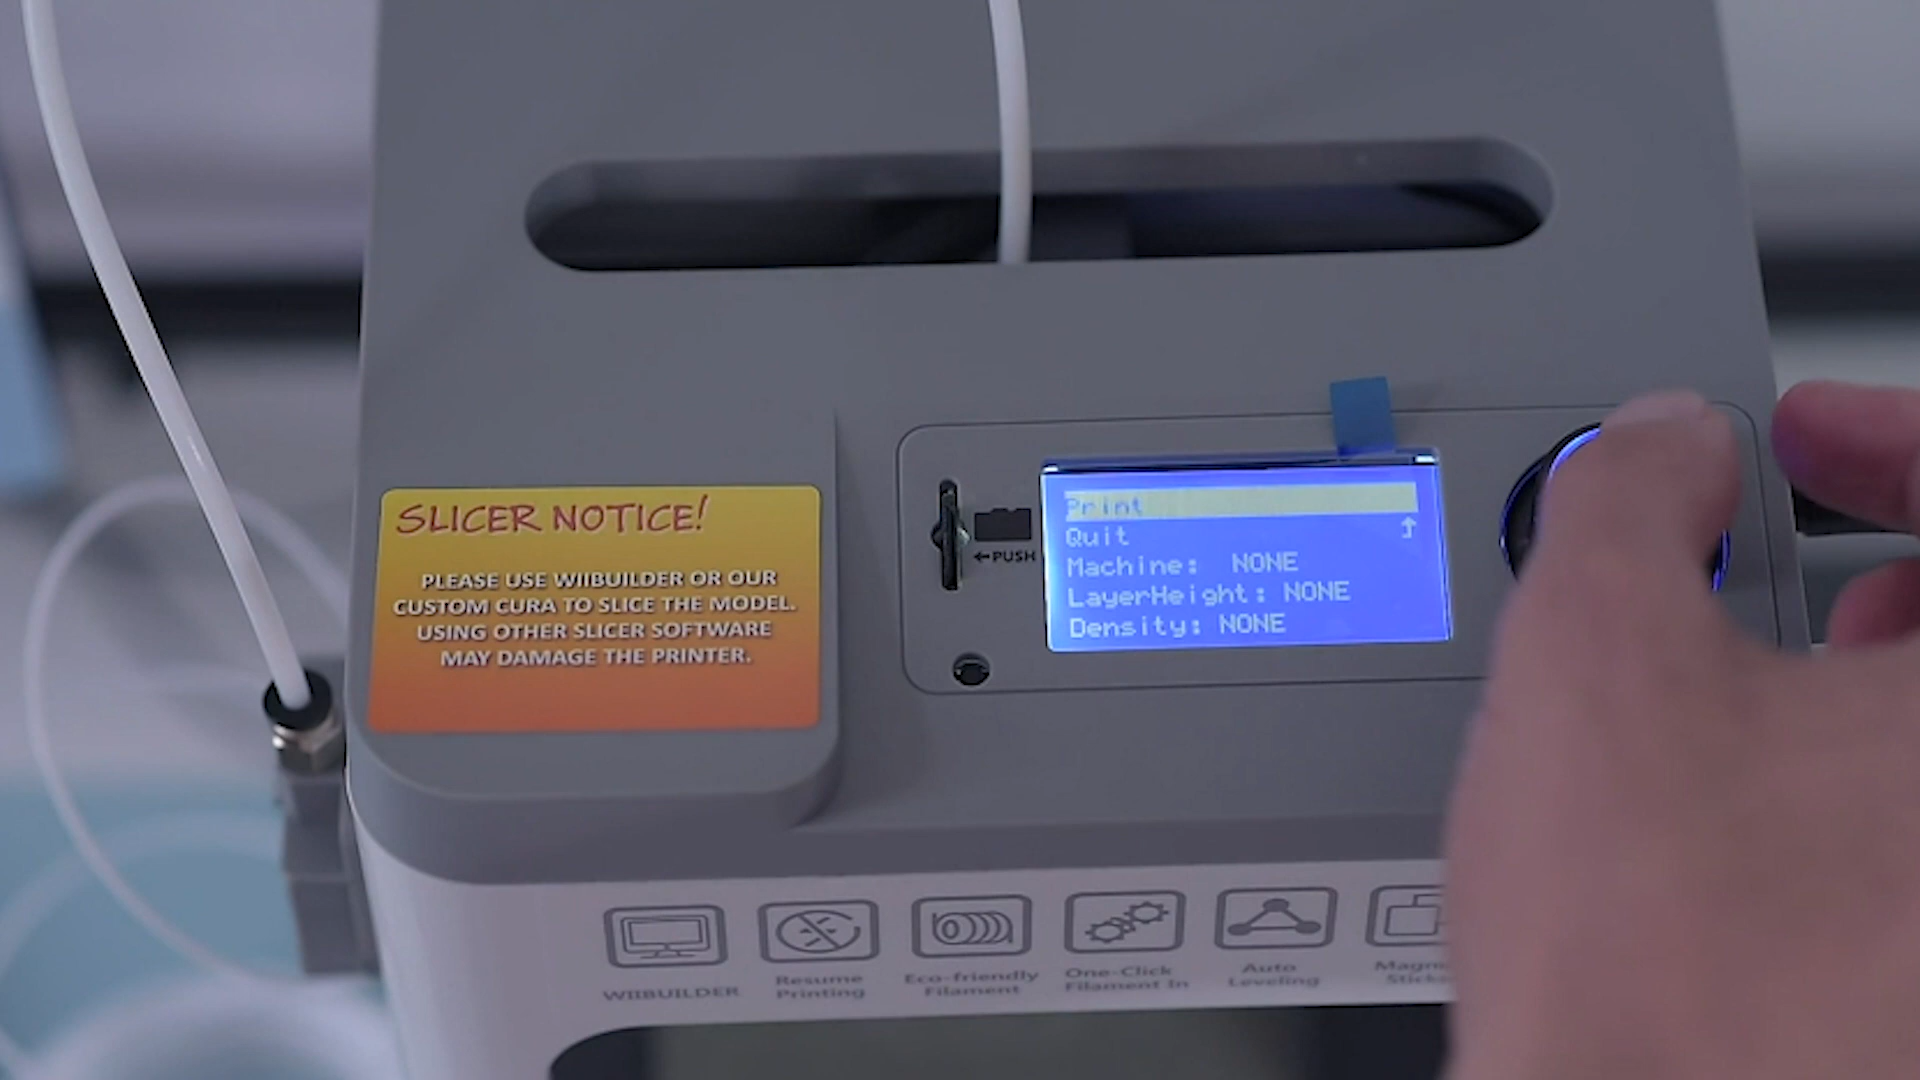 SLICER NOTICE!
PLEASE USE WIIBUILDER OR OUR
CUSTOM CURA TO SLICE THE MODEL.
USING OTHER SLICER SOFTWARE
MAY DAMAGE THE PRINTER.
←PUSH
Print
Quit
Machine: NONE
LayerHeight: NONE
Density: NONE
WIIBUILDER
Resume
Printing
Eco-friendly
Filament
One-Click
Filament In
Auto
Leveling